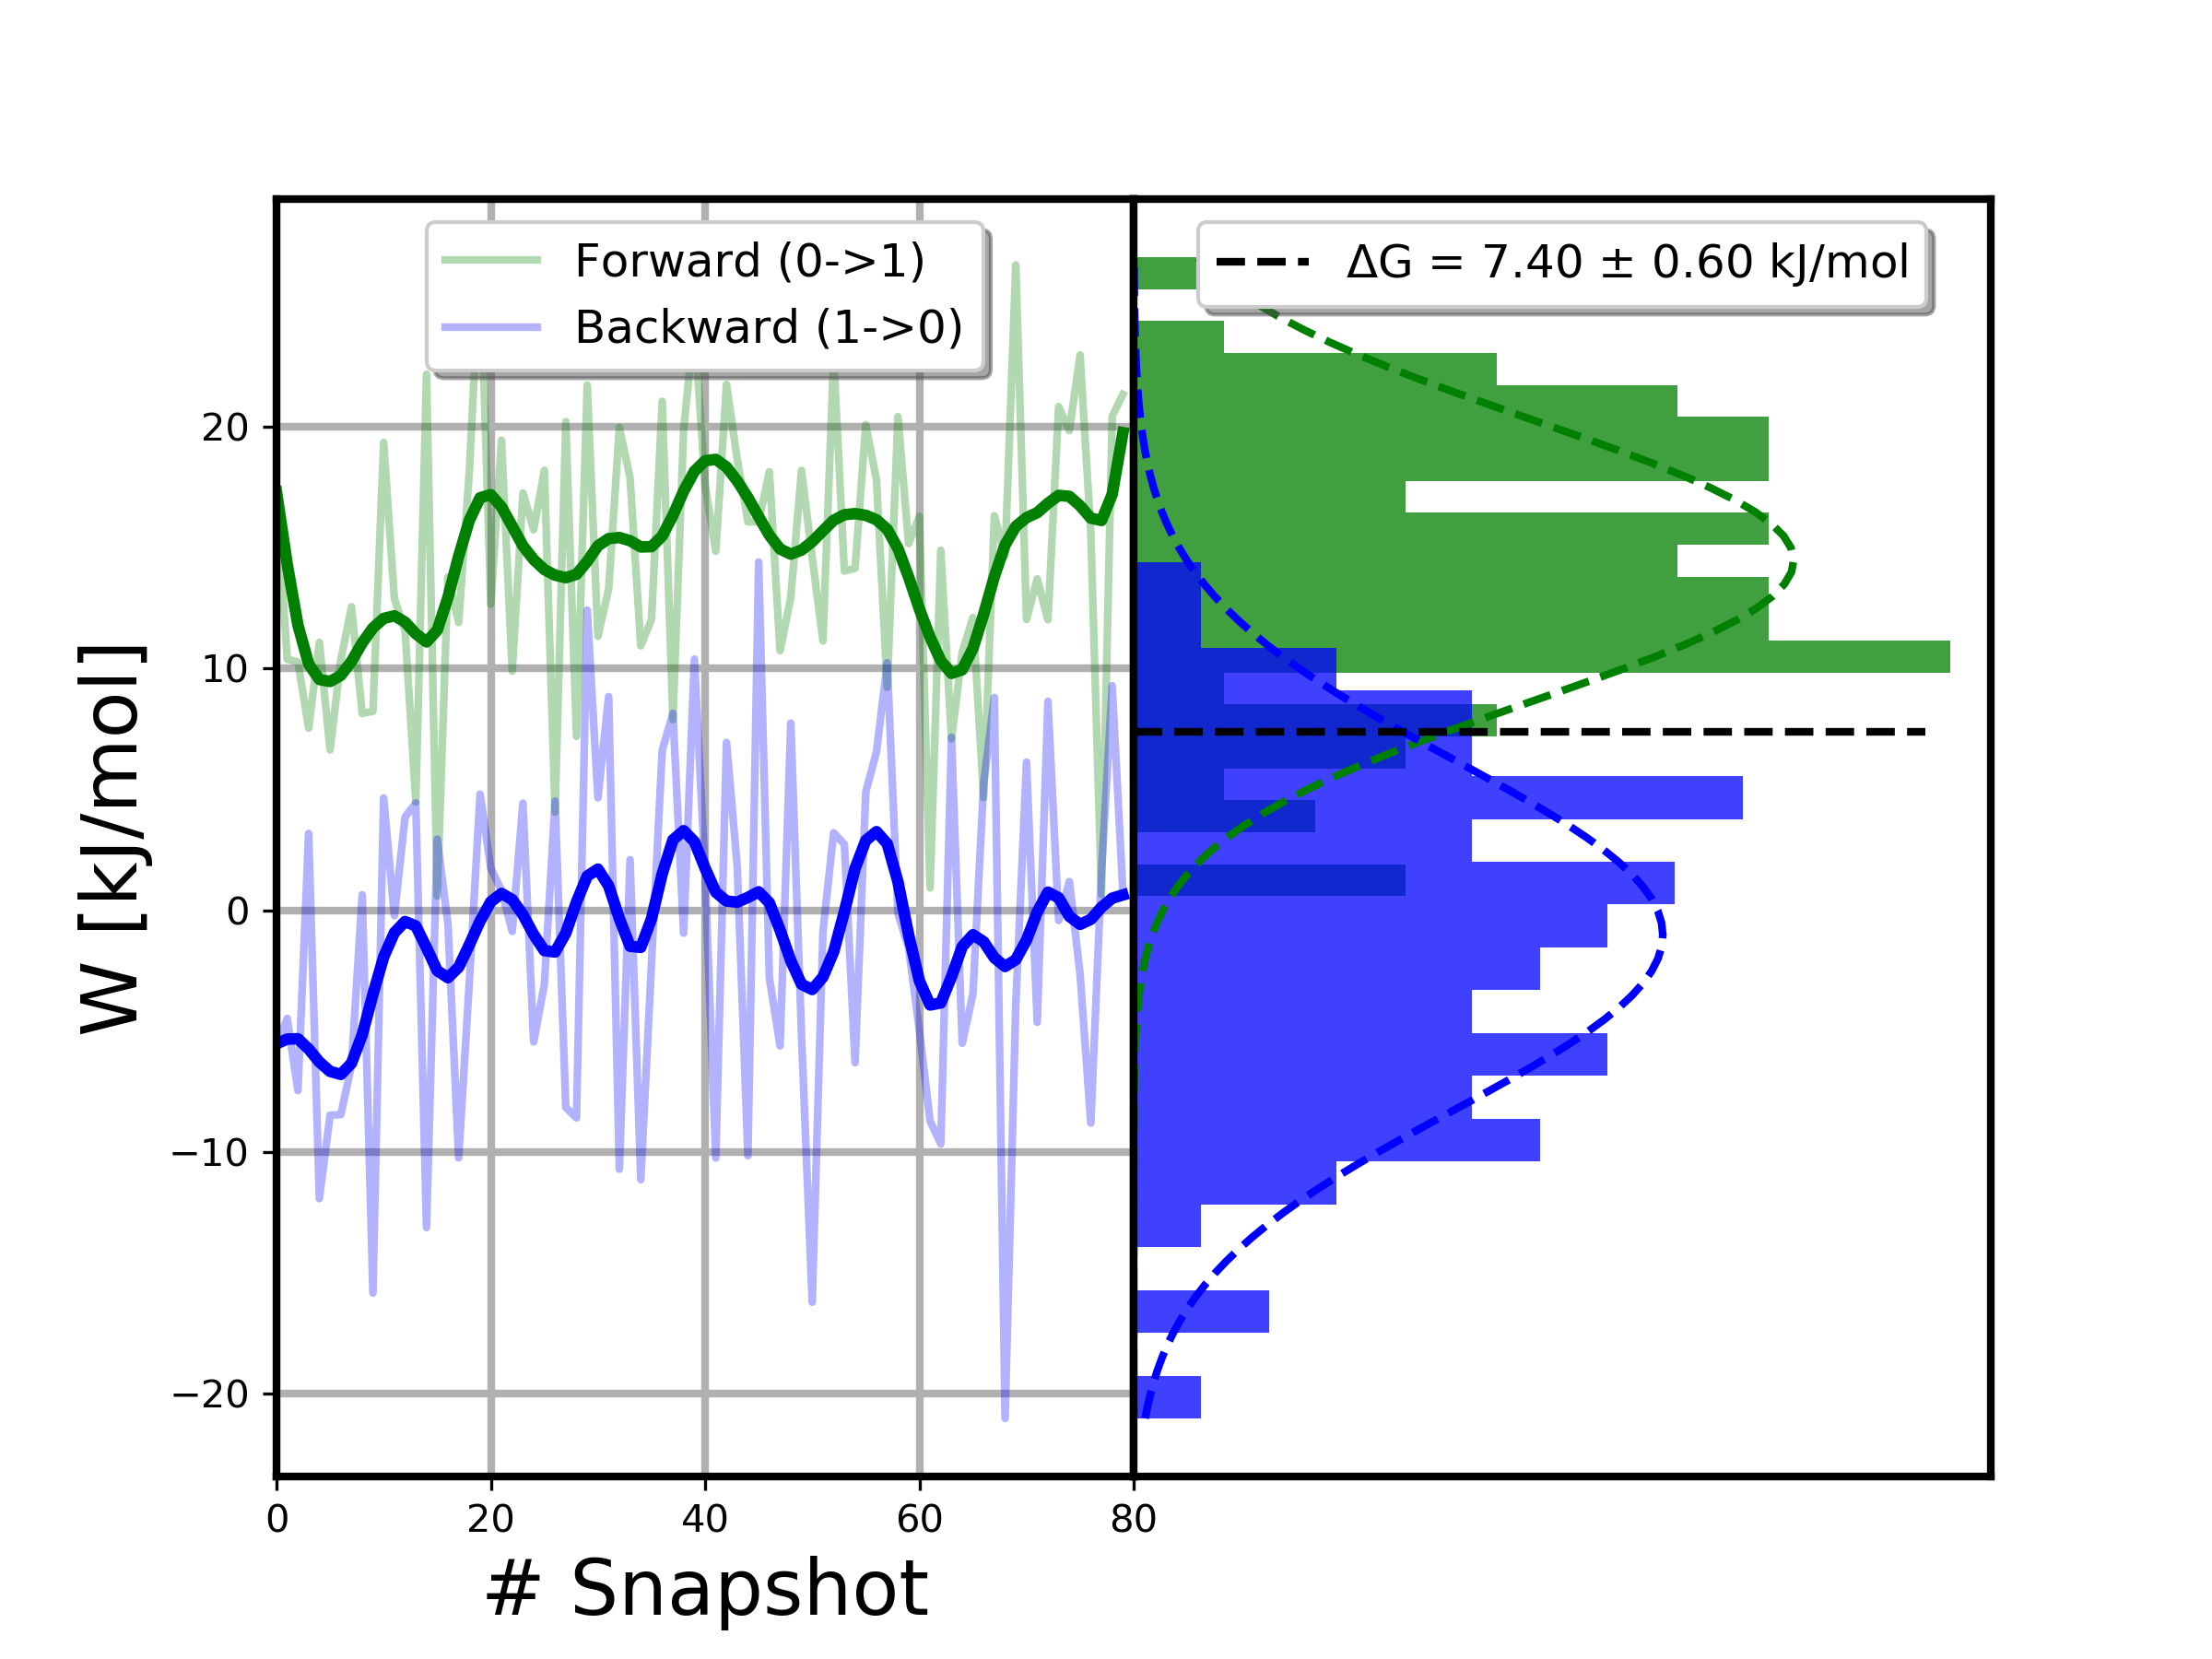 Forward (0->1)
Backward (1->0)
ΔG = 7.40 ± 0.60 kJ/mol
W [kJ/mol]
20
10
0
−10
−20
0
20
40
60
80
# Snapshot